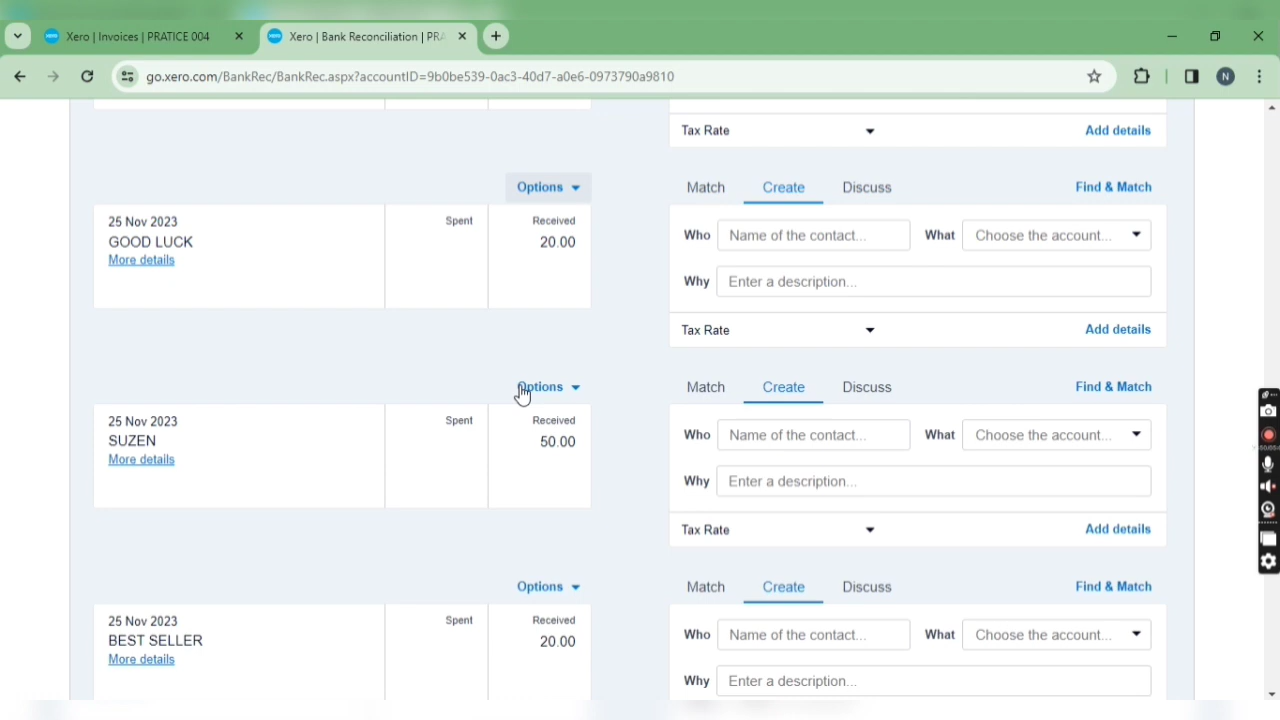 Xero | Invoices | PRATICE 004
Xero | Bank Reconciliation | PRA
go.xero.com/BankRec/BankRec.aspx?accountID=9b0be539-0ac3-40d7-a0e6-0973790a9810
N
Tax Rate
Add details
Options
Match
Create
Discuss
Find & Match
25 Nov 2023
Spent
Received
GOOD LUCK
20.00
More details
Who
Name of the contact...
What
Choose the account...
Why
Enter a description...
Tax Rate
Add details
Options
Match
Create
Discuss
Find & Match
25 Nov 2023
Spent
Received
SUZEN
50.00
More details
Who
Name of the contact...
What
Choose the account...
Why
Enter a description...
Tax Rate
Add details
Options
Match
Create
Discuss
Find & Match
25 Nov 2023
Spent
Received
BEST SELLER
20.00
More details
Who
Name of the contact...
What
Choose the account...
Why
Enter a description...